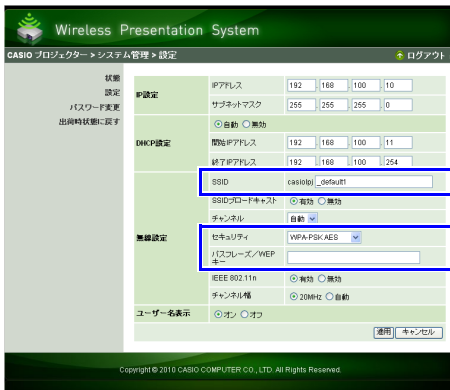 Wireless Presentation System
CASIO プロジェクター > システム管理 > 設定
ログアウト
状態
設定
パスワード変更
出荷時状態に戻す
IP設定
IPアドレス 192 . 168 . 100 . 10
サブネットマスク 255 . 255 . 255 . 0
DHCP設定
自動 無効
開始IPアドレス 192 . 168 . 100 . 11
終了IPアドレス 192 . 168 . 100 . 254
無線設定
SSID casiolpj _default1
SSIDブロードキャスト 有効 無効
チャンネル 自動
セキュリティ WPA-PSK AES
パスフレーズ/WEP
キー
IEEE 802.11n 有効 無効
チャンネル幅 20MHz 自動
ユーザー名表示 オン オフ
適用 キャンセル
Copyright © 2010 CASIO COMPUTER CO., LTD. All Rights Reserved.